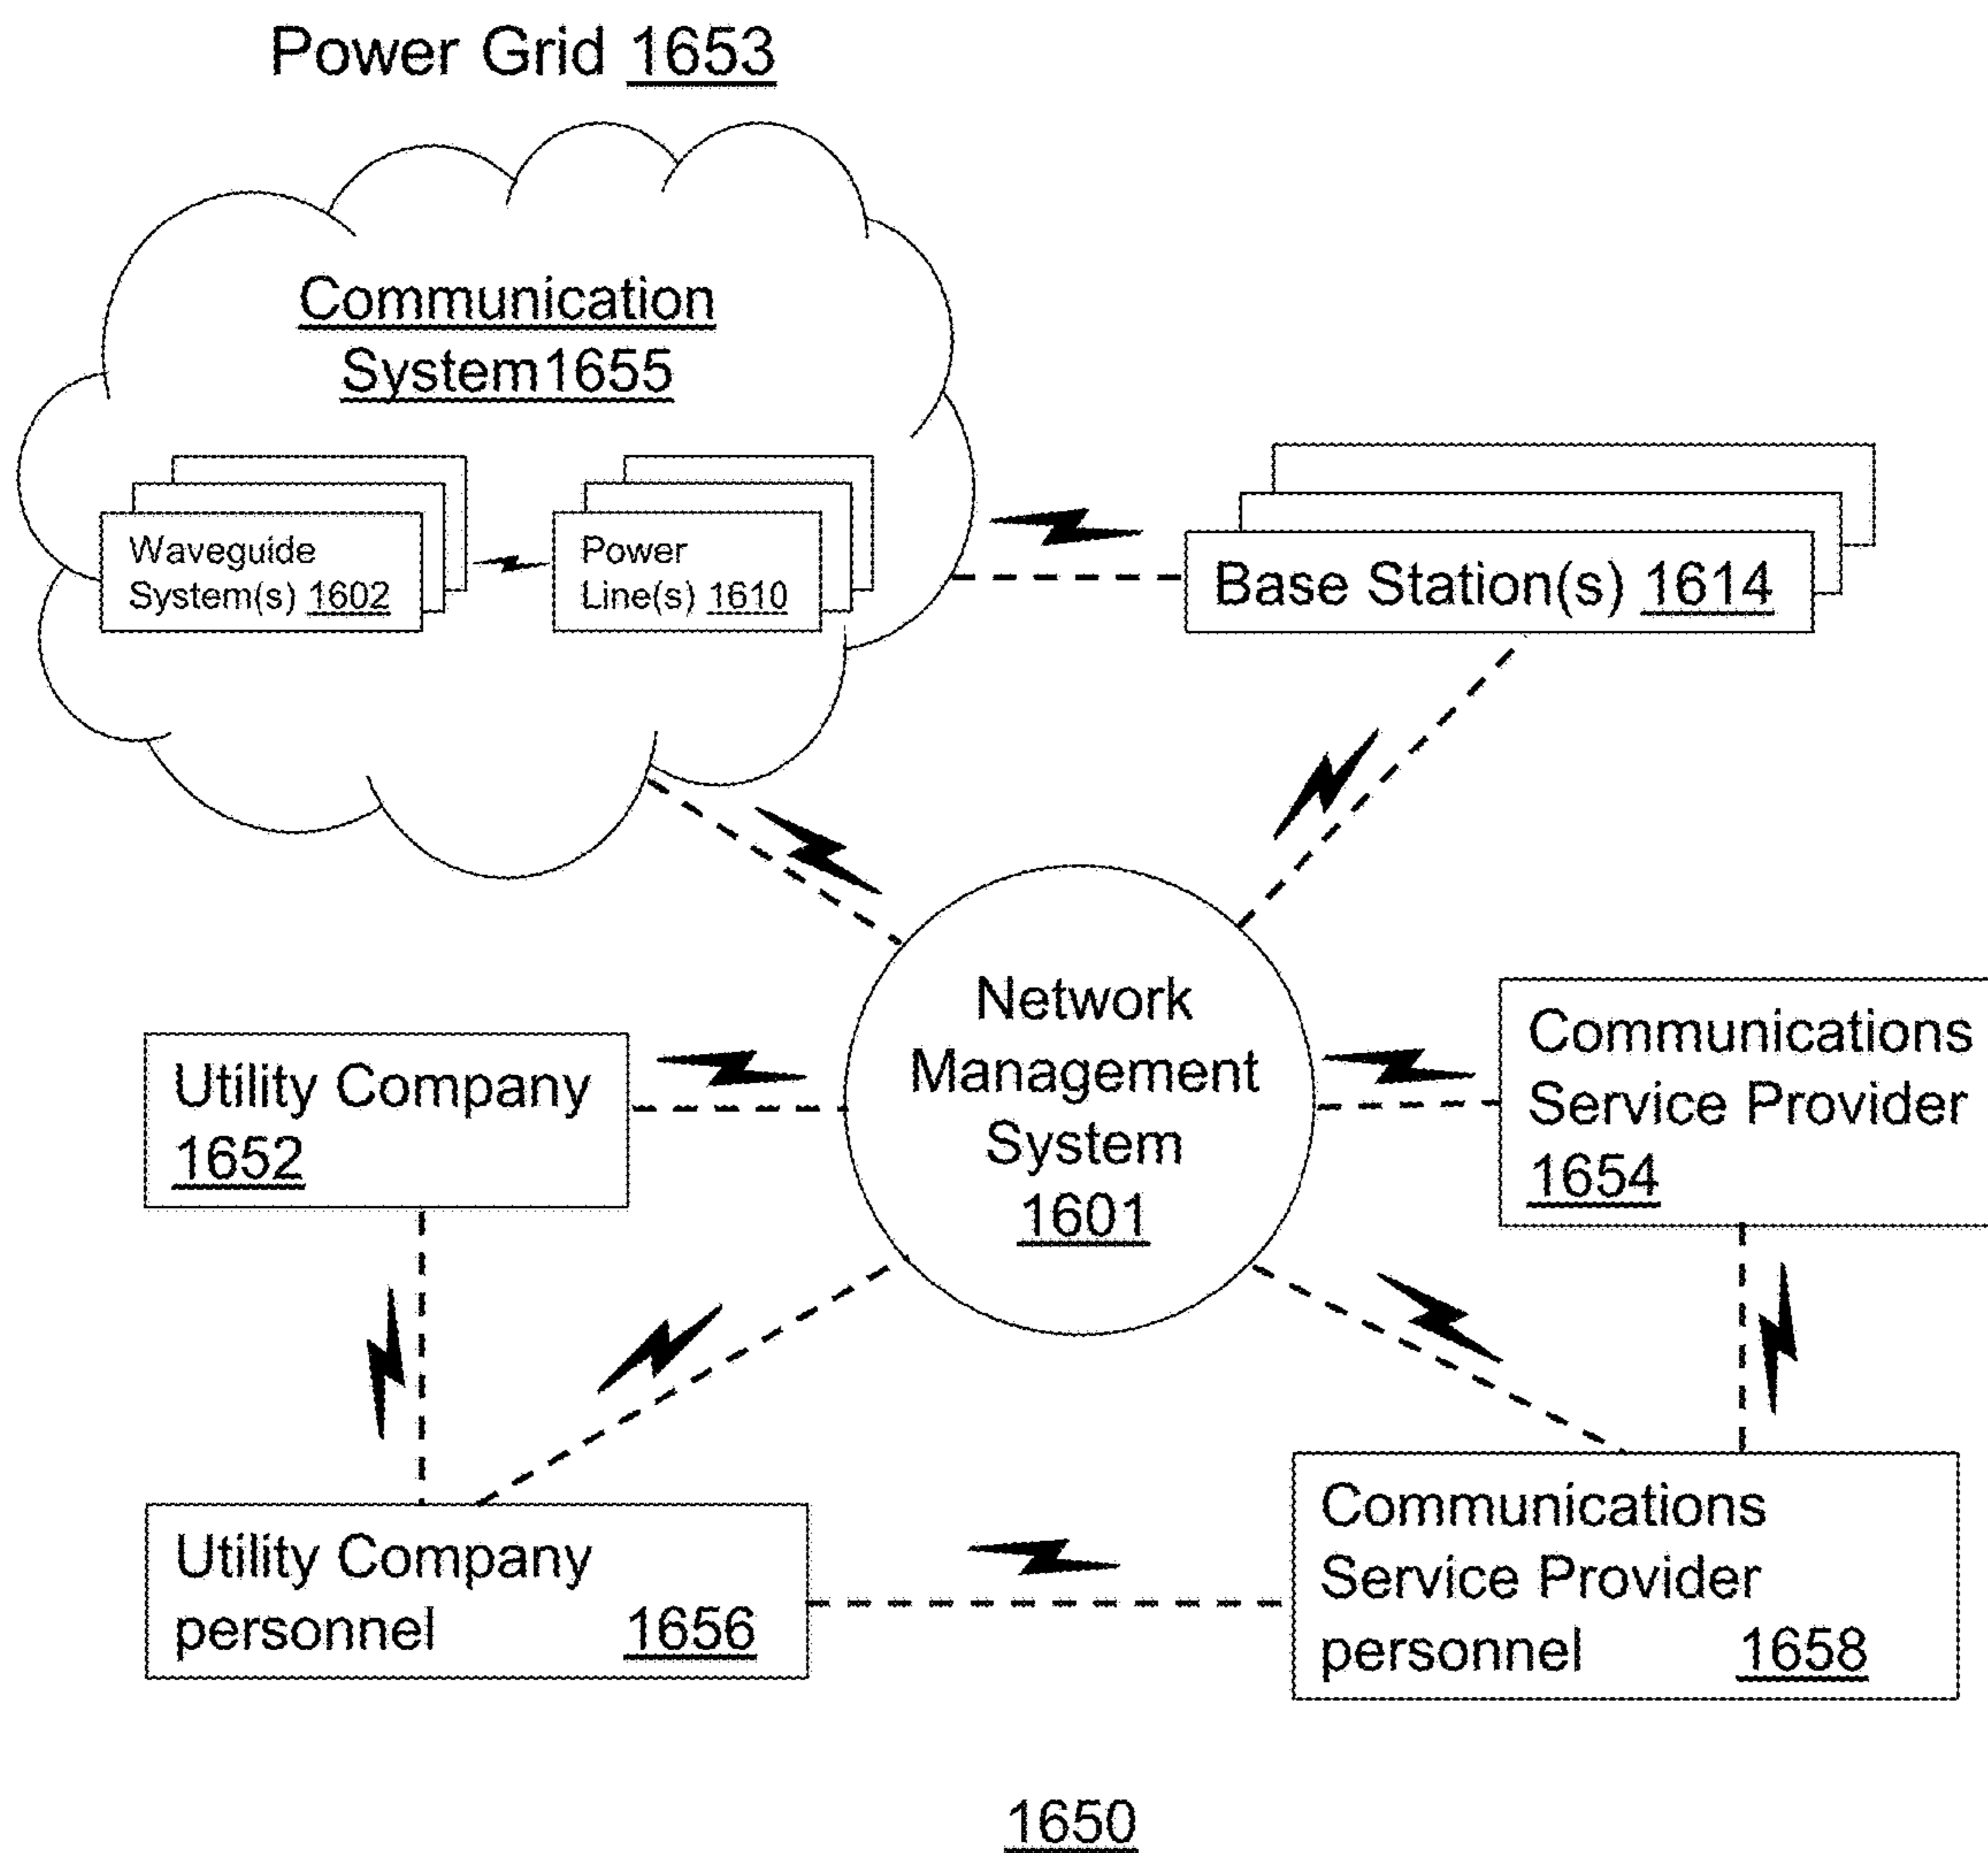 Power Grid 1653
Communication
System1655
Waveguide
System(s) 1602
Power
Line(s) 1610
Base Station(s) 1614
Network
Management
System
1601
Utility Company
1652
Communications
Service Provider
1654
Utility Company
personnel 1656
Communications
Service Provider
personnel 1658
1650